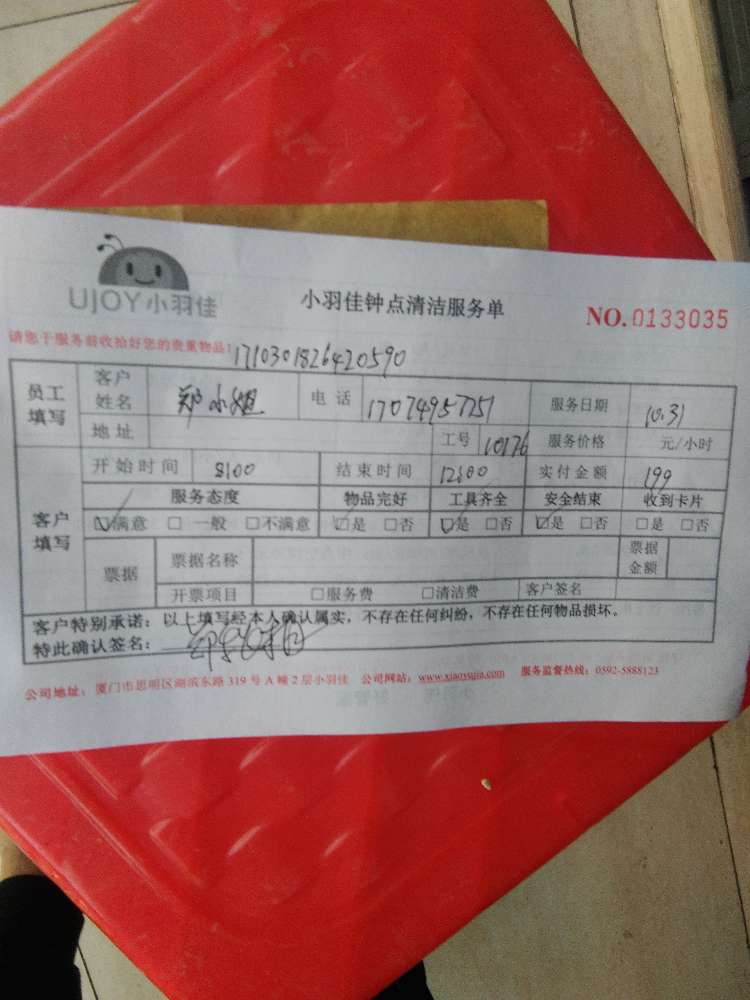 UJOY小羽佳
小羽佳钟点清洁服务单
NO. 0133035
请您于服务前收拾好您的贵重物品！
1710301826420590
员工填写 客户姓名 郑小姐 电话 17074957751 服务日期 10.31
地址 工号 10176 服务价格 元/小时
客户填写 开始时间 8:00 结束时间 12:00 实付金额 199
服务态度 物品完好 工具齐全 安全结束 收到卡片
☑满意 □一般 □不满意 ☑是 □否 ☑是 □否 ☑是 □否 □是 □否
票据 票据名称 票据金额
开票项目 □服务费 □清洁费 客户签名
客户特别承诺：以上填写经本人确认属实，不存在任何纠纷，不存在任何物品损坏。
特此确认签名：
公司地址：厦门市思明区湖滨东路 319 号 A 幢 2 层小羽佳 公司网站：www.xiaoyujia.com 服务监督热线：0592-5888123